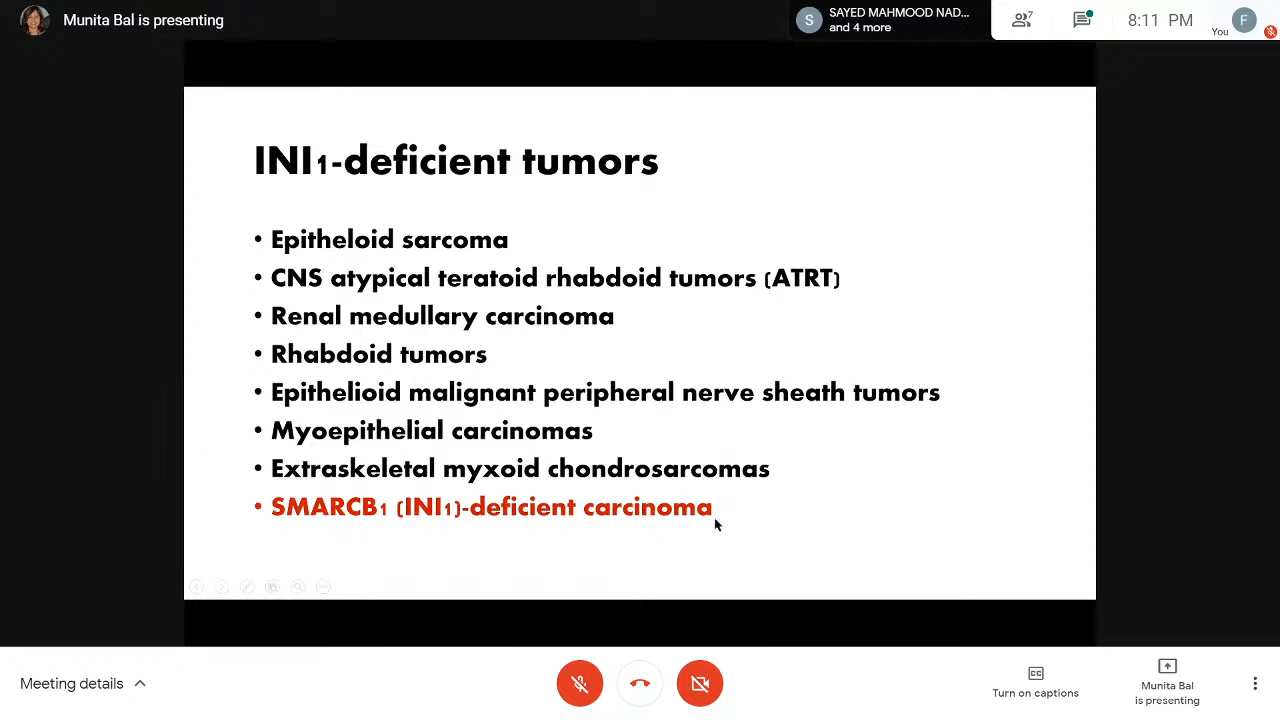 Munita Bal is presenting
S
SAYED MAHMOOD NAD...
and 4 more
7
8:11 PM
You
F
INI1-deficient tumors
• Epitheloid sarcoma
• CNS atypical teratoid rhabdoid tumors (ATRT)
• Renal medullary carcinoma
• Rhabdoid tumors
• Epithelioid malignant peripheral nerve sheath tumors
• Myoepithelial carcinomas
• Extraskeletal myxoid chondrosarcomas
• SMARCB1 (INI1)-deficient carcinoma
Meeting details
CC
Turn on captions
Munita Bal
is presenting